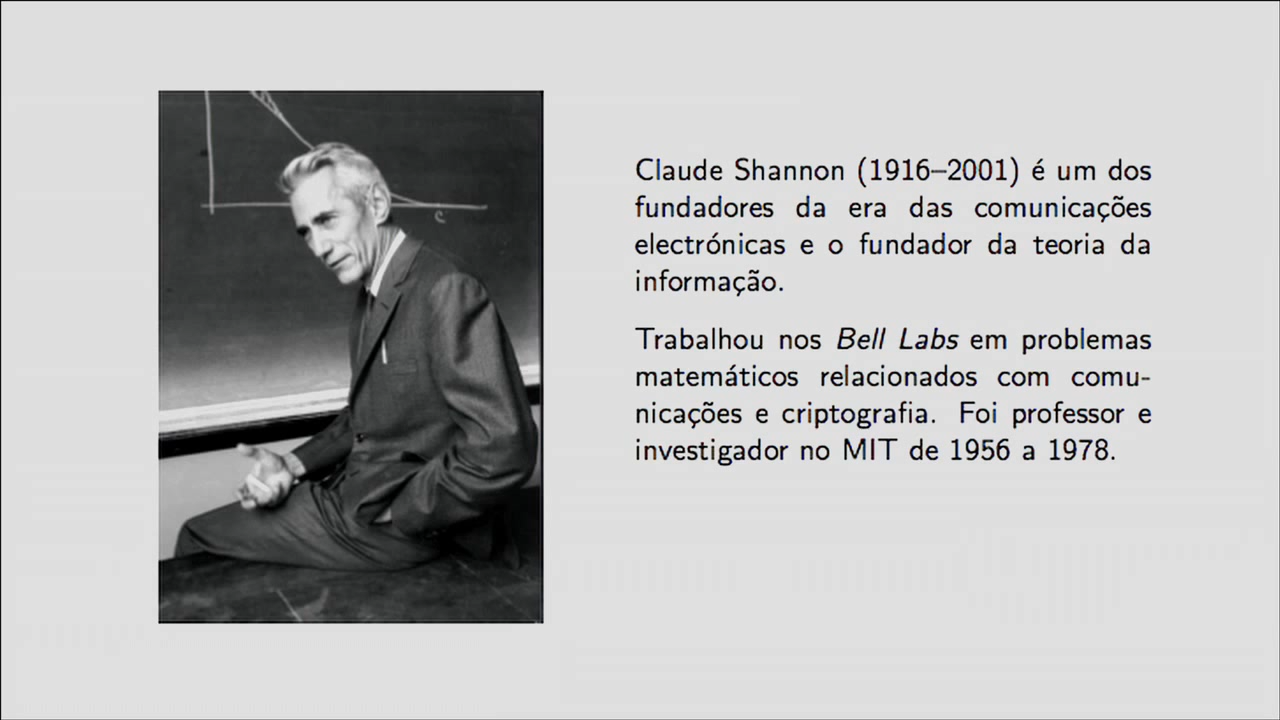 Claude Shannon (1916–2001) é um dos
fundadores da era das comunicações
electrónicas e o fundador da teoria da
informação.
Trabalhou nos Bell Labs em problemas
matemáticos relacionados com comu-
nicações e criptografia. Foi professor e
investigador no MIT de 1956 a 1978.